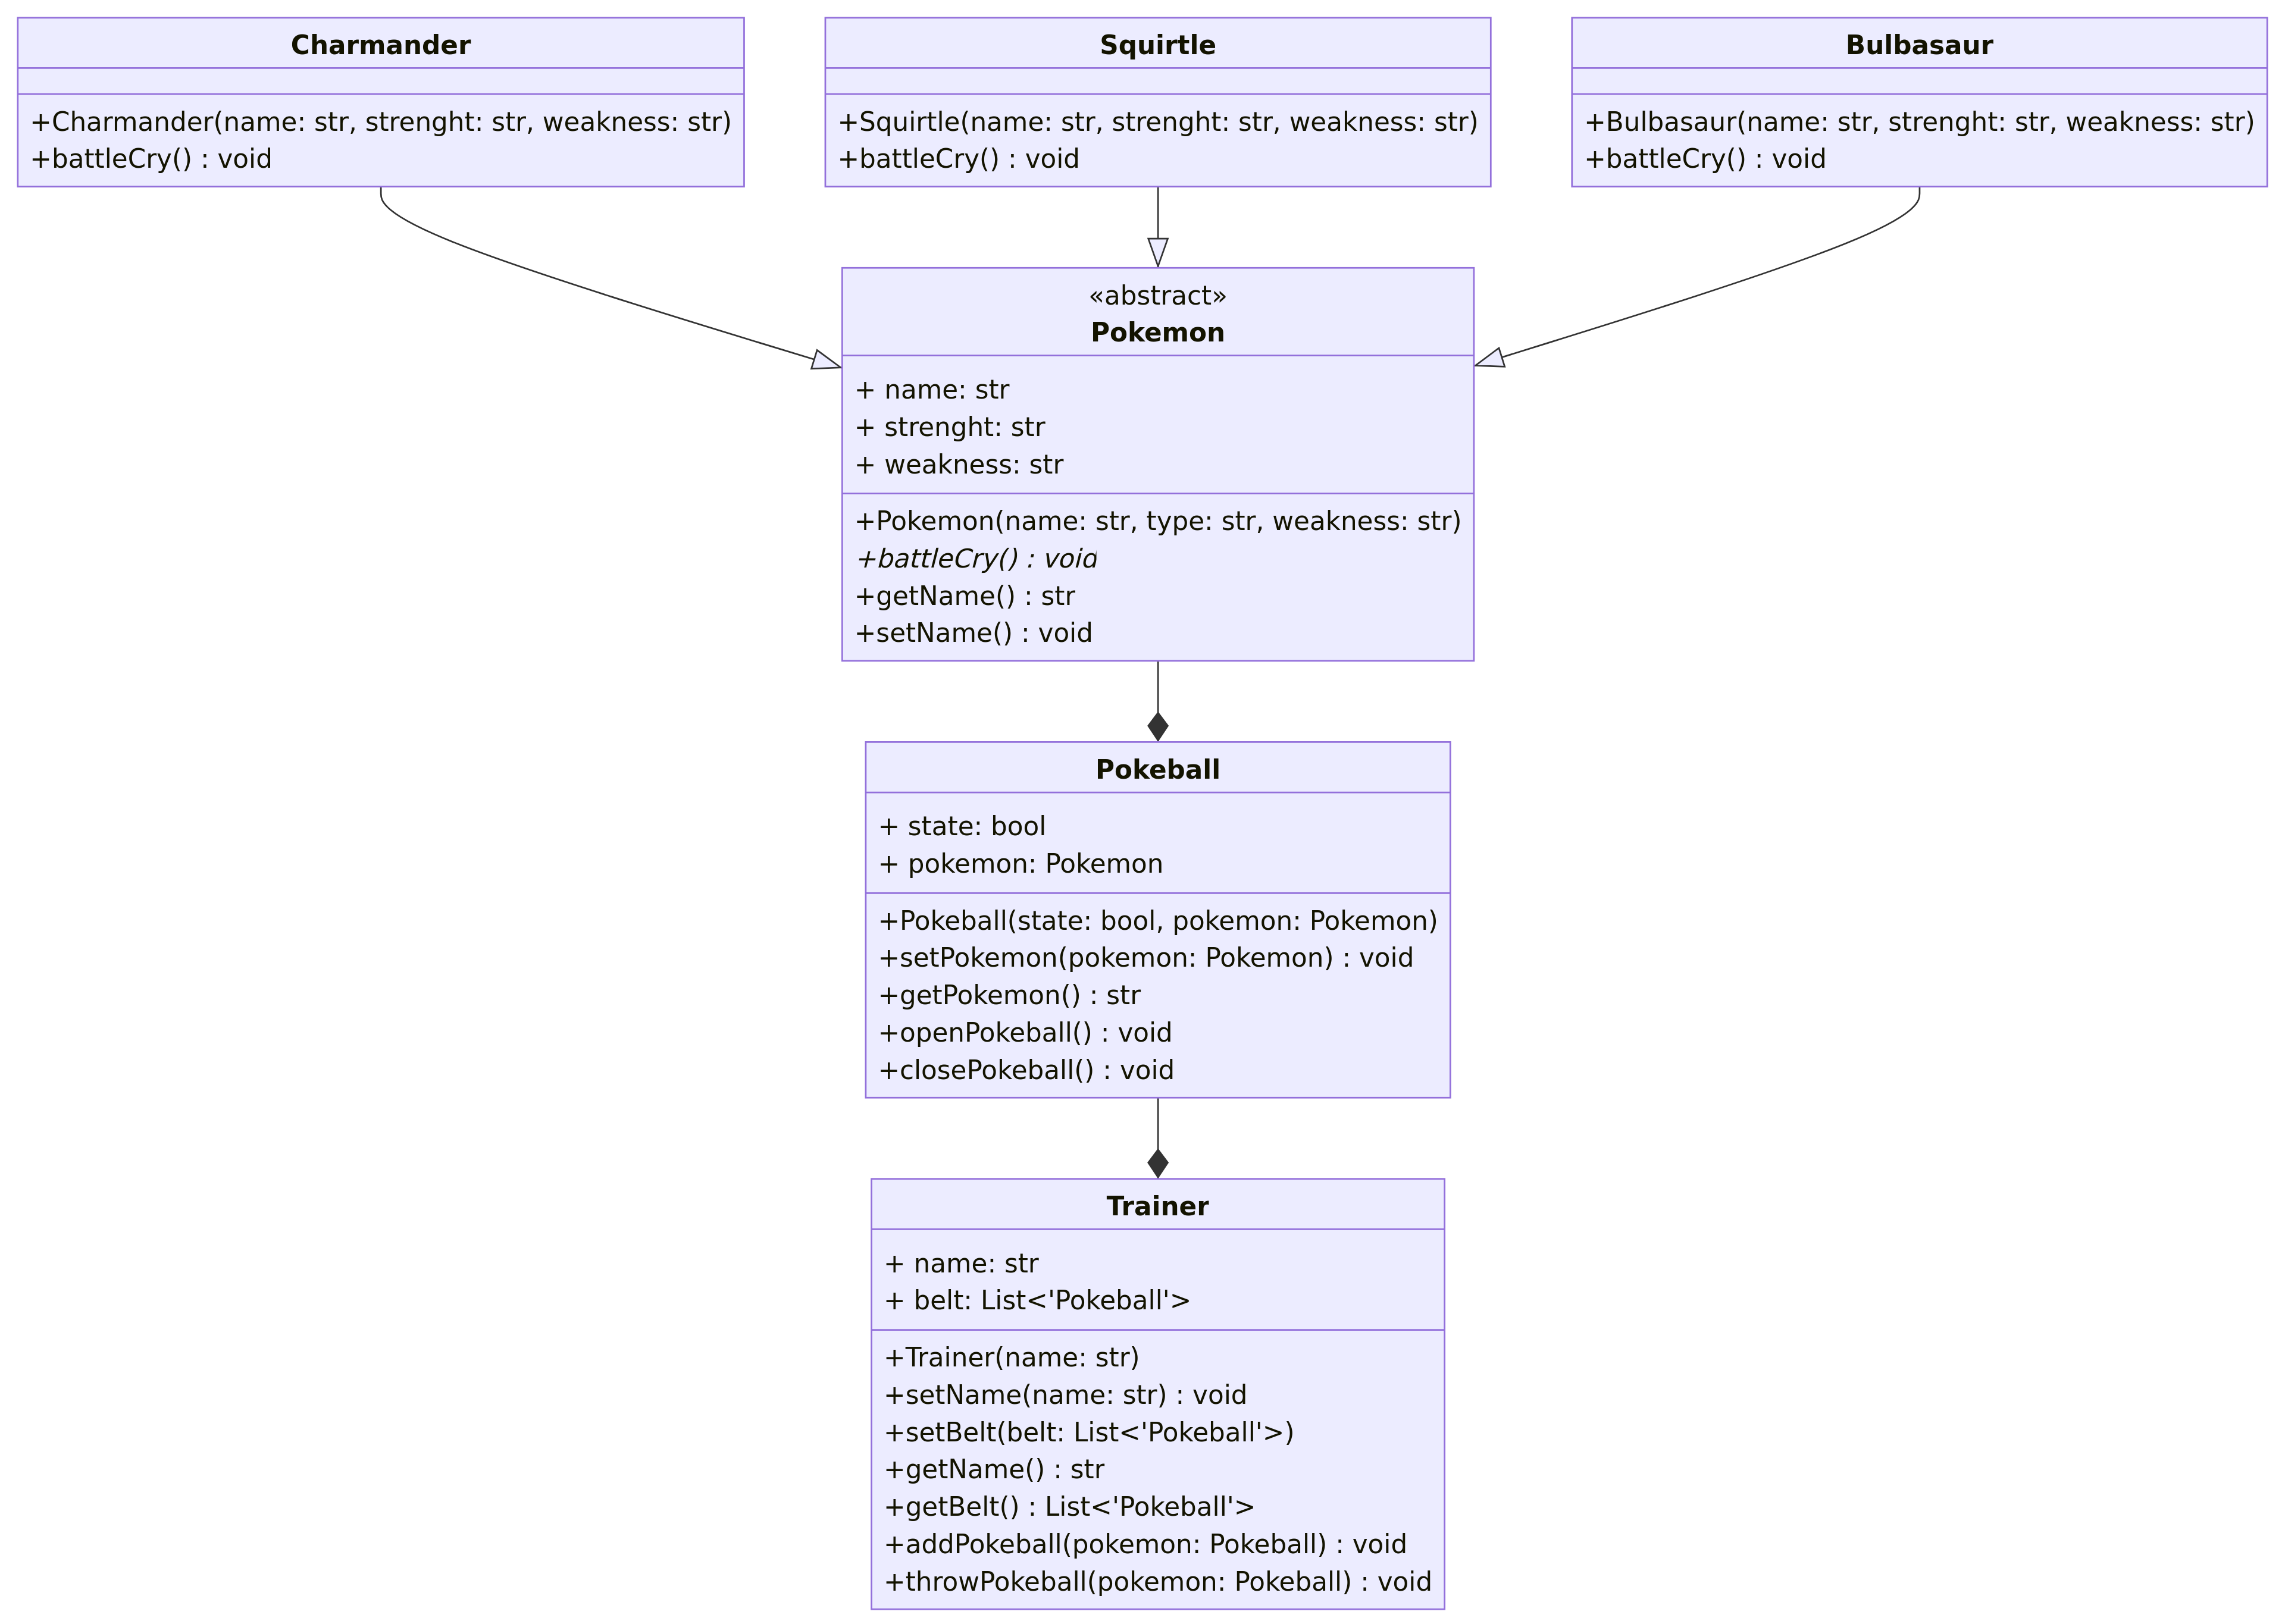 Charmander
+Charmander(name: str, strenght: str, weakness: str)
+battleCry() : void
Squirtle
+Squirtle(name: str, strenght: str, weakness: str)
+battleCry() : void
Bulbasaur
+Bulbasaur(name: str, strenght: str, weakness: str)
+battleCry() : void
«abstract»
Pokemon
+ name: str
+ strenght: str
+ weakness: str
+Pokemon(name: str, type: str, weakness: str)
+battleCry() : void
+getName() : str
+setName() : void
Pokeball
+ state: bool
+ pokemon: Pokemon
+Pokeball(state: bool, pokemon: Pokemon)
+setPokemon(pokemon: Pokemon) : void
+getPokemon() : str
+openPokeball() : void
+closePokeball() : void
Trainer
+ name: str
+ belt: List<'Pokeball'>
+Trainer(name: str)
+setName(name: str) : void
+setBelt(belt: List<'Pokeball'>)
+getName() : str
+getBelt() : List<'Pokeball'>
+addPokeball(pokemon: Pokeball) : void
+throwPokeball(pokemon: Pokeball) : void